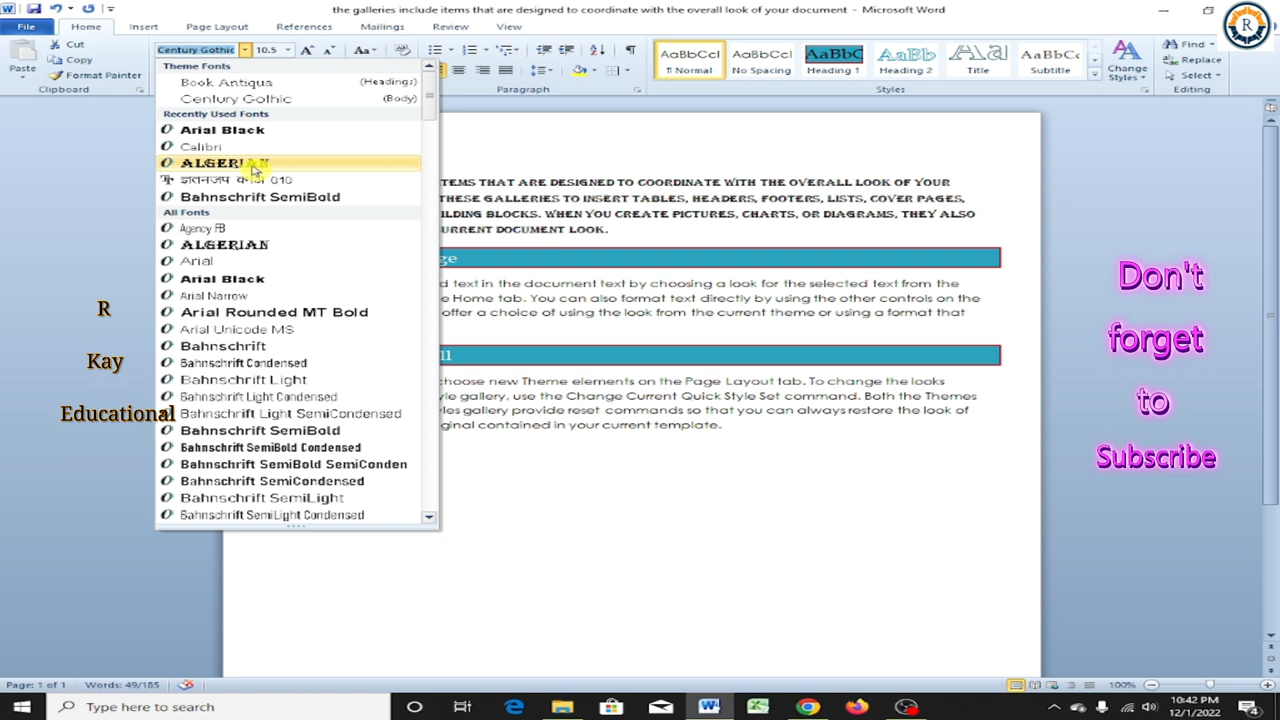 the galleries include items that are designed to coordinate with the overall look of your document - Microsoft Word
File Home Insert Page Layout References Mailings Review View
R
Paste
Cut
Copy
Format Painter
Clipboard
Century Gothic 10.5
Paragraph
AaBbCcI ¶ Normal
AaBbCcI No Spacing
AaBbC Heading 1
AaBbCc Heading 2
AaI Title
AaBbCcI Subtitle
Change Styles
Styles
Find
Replace
Select
Editing
Theme Fonts
Book Antiqua (Headings)
Century Gothic (Body)
Recently Used Fonts
Arial Black
Calibri
ALGERIAN
010
Bahnschrift SemiBold
All Fonts
Agency FB
ALGERIAN
Arial
Arial Black
Arial Narrow
Arial Rounded MT Bold
Arial Unicode MS
Bahnschrift
Bahnschrift Condensed
Bahnschrift Light
Bahnschrift Light Condensed
Bahnschrift Light SemiCondensed
Bahnschrift SemiBold
Bahnschrift SemiBold Condensed
Bahnschrift SemiBold SemiConden
Bahnschrift SemiCondensed
Bahnschrift SemiLight
Bahnschrift SemiLight Condensed
TEMS THAT ARE DESIGNED TO COORDINATE WITH THE OVERALL LOOK OF YOUR
THESE GALLERIES TO INSERT TABLES, HEADERS, FOOTERS, LISTS, COVER PAGES,
ILDING BLOCKS. WHEN YOU CREATE PICTURES, CHARTS, OR DIAGRAMS, THEY ALSO
URRENT DOCUMENT LOOK.
ge
d text in the document text by choosing a look for the selected text from the
e Home tab. You can also format text directly by using the other controls on the
offer a choice of using the look from the current theme or using a format that
ll
choose new Theme elements on the Page Layout tab. To change the looks
yle gallery, use the Change Current Quick Style Set command. Both the Themes
les gallery provide reset commands so that you can always restore the look of
ginal contained in your current template.
R
Kay
Educational
Don't
forget
to
Subscribe
Page: 1 of 1 Words: 49/185 100%
Type here to search
10:42 PM
12/1/2022
4